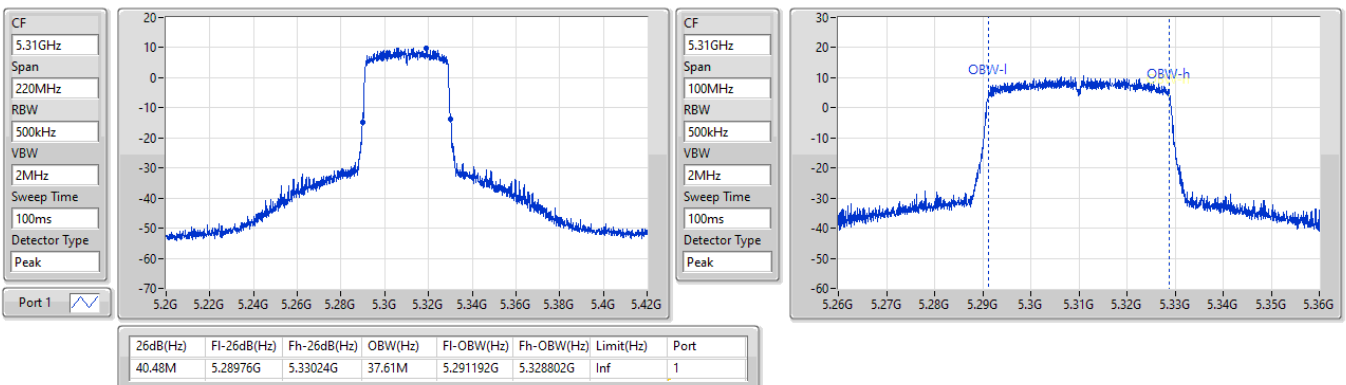 CF
5.31GHz
Span
220MHz
RBW
500kHz
VBW
2MHz
Sweep Time
100ms
Detector Type
Peak
Port 1
20
10
0
-10
-20
-30
-40
-50
-60
-70
5.2G 5.22G 5.24G 5.26G 5.28G 5.3G 5.32G 5.34G 5.36G 5.38G 5.4G 5.42G
CF
5.31GHz
Span
100MHz
RBW
500kHz
VBW
2MHz
Sweep Time
100ms
Detector Type
Peak
30
20
10
0
-10
-20
-30
-40
-50
-60
OBW-l
OBW-h
5.26G 5.27G 5.28G 5.29G 5.3G 5.31G 5.32G 5.33G 5.34G 5.35G 5.36G
26dB(Hz) Fl-26dB(Hz) Fh-26dB(Hz) OBW(Hz) Fl-OBW(Hz) Fh-OBW(Hz) Limit(Hz) Port
40.48M 5.28976G 5.33024G 37.61M 5.291192G 5.328802G Inf 1